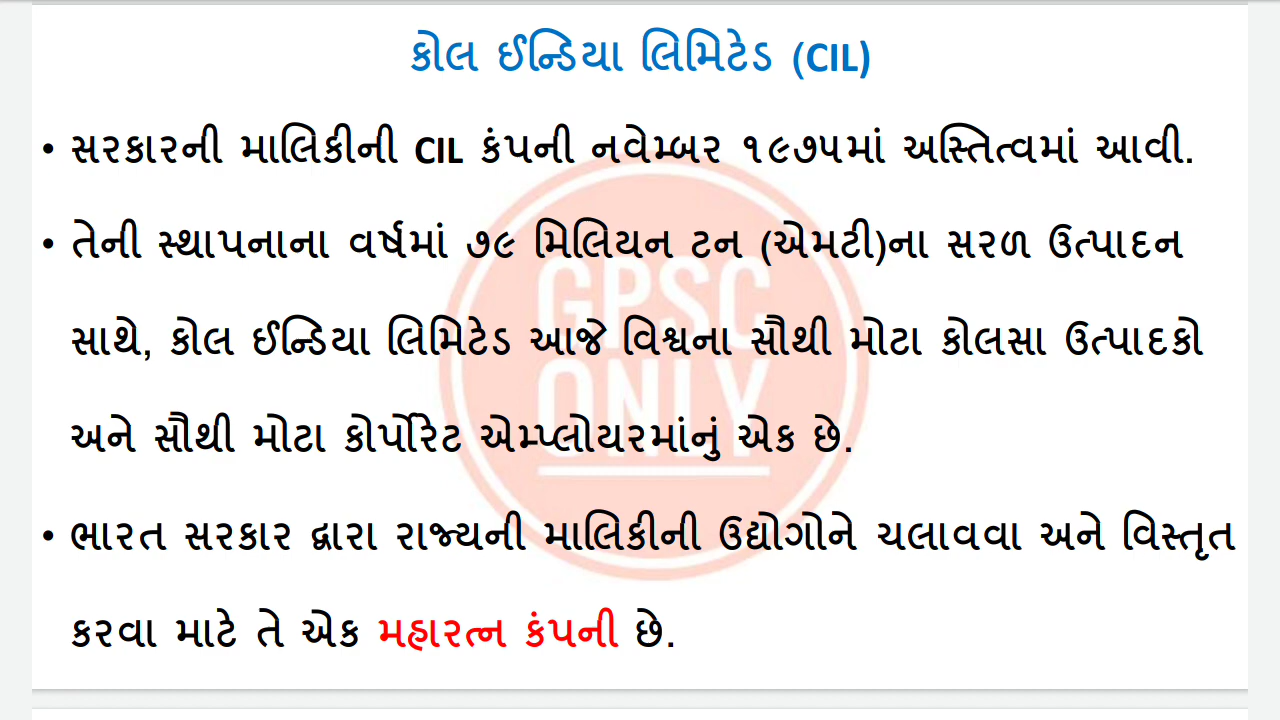 કોલ ઈન્ડિયા લિમિટેડ (CIL)
• સરકારની માલિકીની CIL કંપની નવેમ્બર ૧૯૭૫માં અસ્તિત્વમાં આવી.
• તેની સ્થાપનાના વર્ષમાં ૭૯ મિલિયન ટન (એમટી)ના સરળ ઉત્પાદન
સાથે, કોલ ઈન્ડિયા લિમિટેડ આજે વિશ્વના સૌથી મોટા કોલસા ઉત્પાદકો
અને સૌથી મોટા કોર્પોરેટ એમ્પ્લોયરમાંનું એક છે.
• ભારત સરકાર દ્વારા રાજ્યની માલિકીની ઉદ્યોગોને ચલાવવા અને વિસ્તૃત
કરવા માટે તે એક મહારત્ન કંપની છે.
GPSC
ONLY